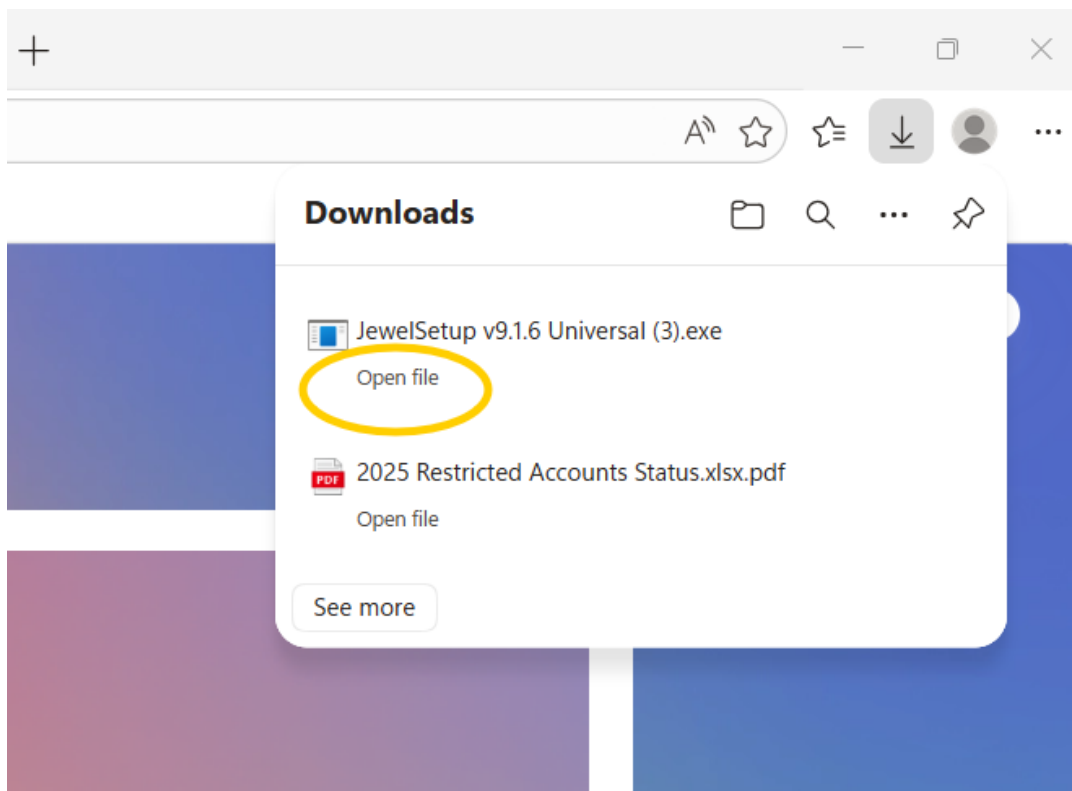 Downloads
JewelSetup v9.1.6 Universal (3).exe
Open file
PDF
2025 Restricted Accounts Status.xlsx.pdf
Open file
See more